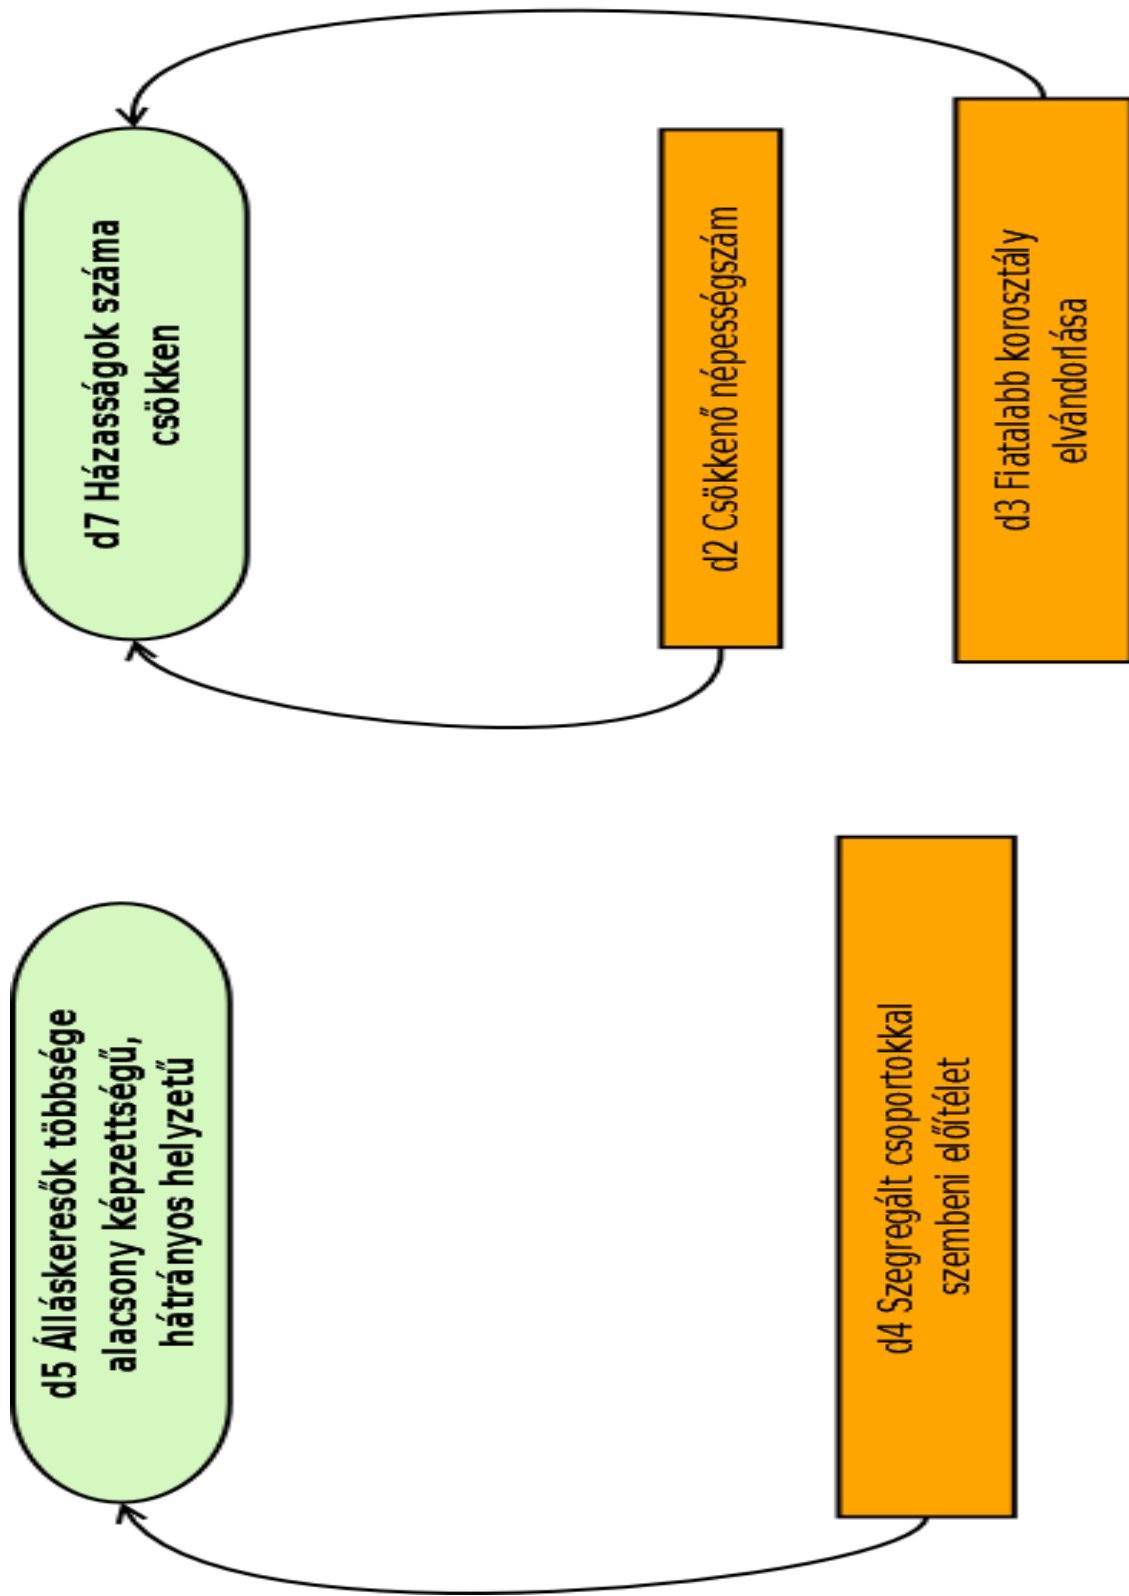 d5 Álláskeresők többsége
alacsony képzettségű,
hátrányos helyzetű
d7 Házasságok száma
csökken
d2 Csökkenő népességszám
d4 Szegregált csoportokkal
szembeni előítélet
d3 Fiatalabb korosztály
elvándorlása